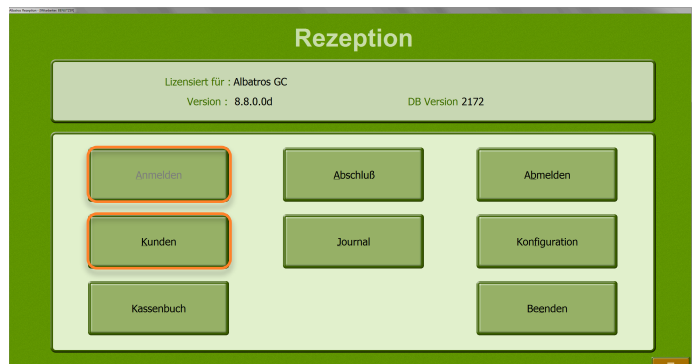 Rezeption
Lizensiert für : Albatros GC
Version : 8.8.0.0d DB Version 2172
Anmelden Abschluß Abmelden
Kunden Journal Konfiguration
Kassenbuch Beenden